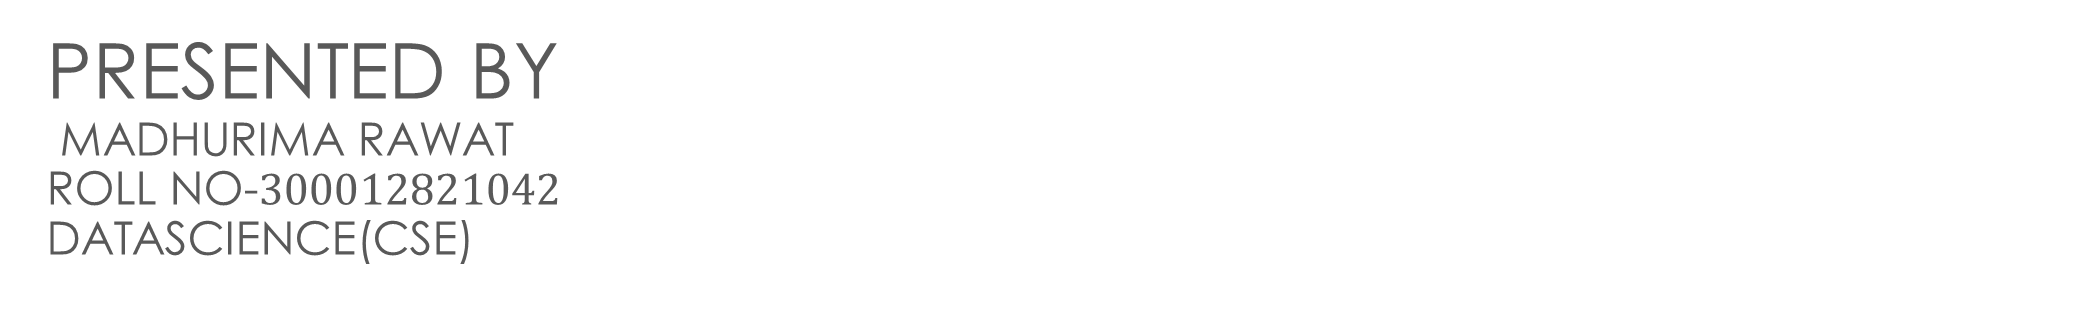 PRESENTED BY
MADHURIMA RAWAT
ROLL NO-300012821042
DATASCIENCE(CSE)